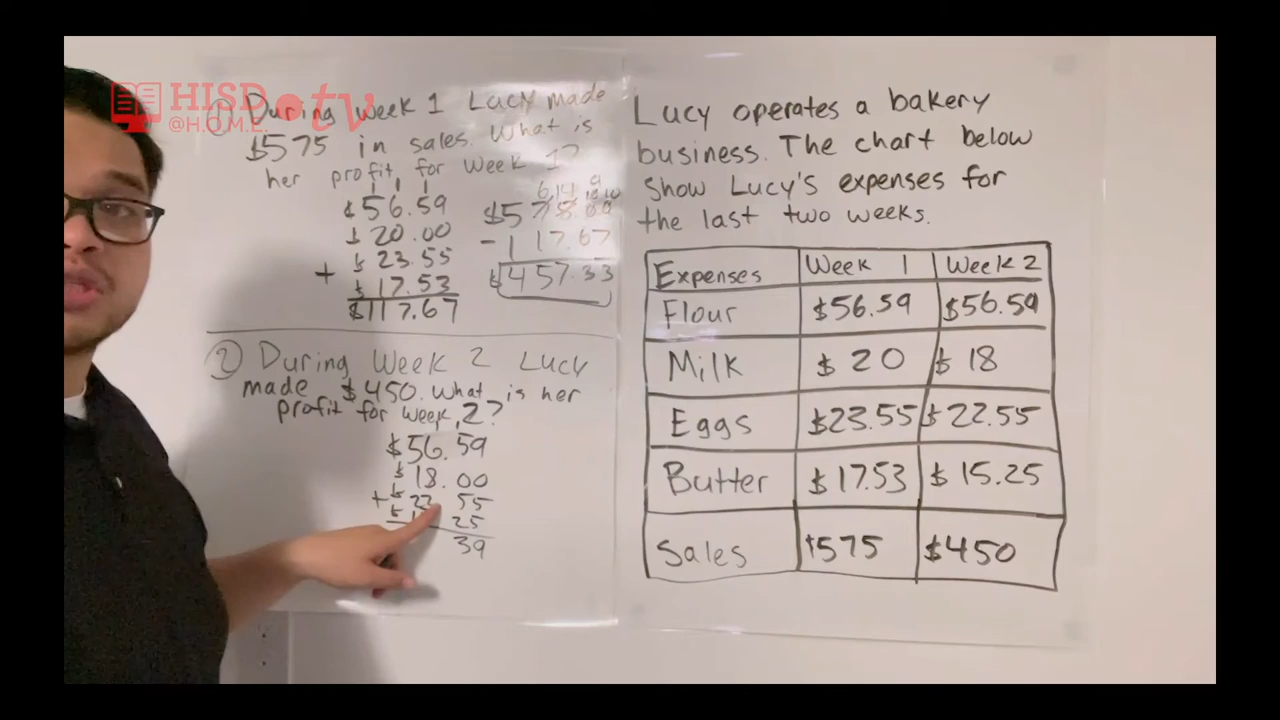 HISD
@H.O.M.E.
.tv
① During week 1 Lucy made
$575 in sales. What is
her profit for week 1?
$56.59
$20.00
$23.55
+ $17.53
$117.67
- 117.67
$457.33
② During Week 2 Lucy
made $450. What is her
profit for week 2?
$56.59
$18.00
+ $22 55
25
39
Lucy operates a bakery
business. The chart below
show Lucy's expenses for
the last two weeks.
Expenses Week 1 Week 2
Flour $56.59 $56.59
Milk $20 $18
Eggs $23.55 $22.55
Butter $17.53 $15.25
Sales $575 $450